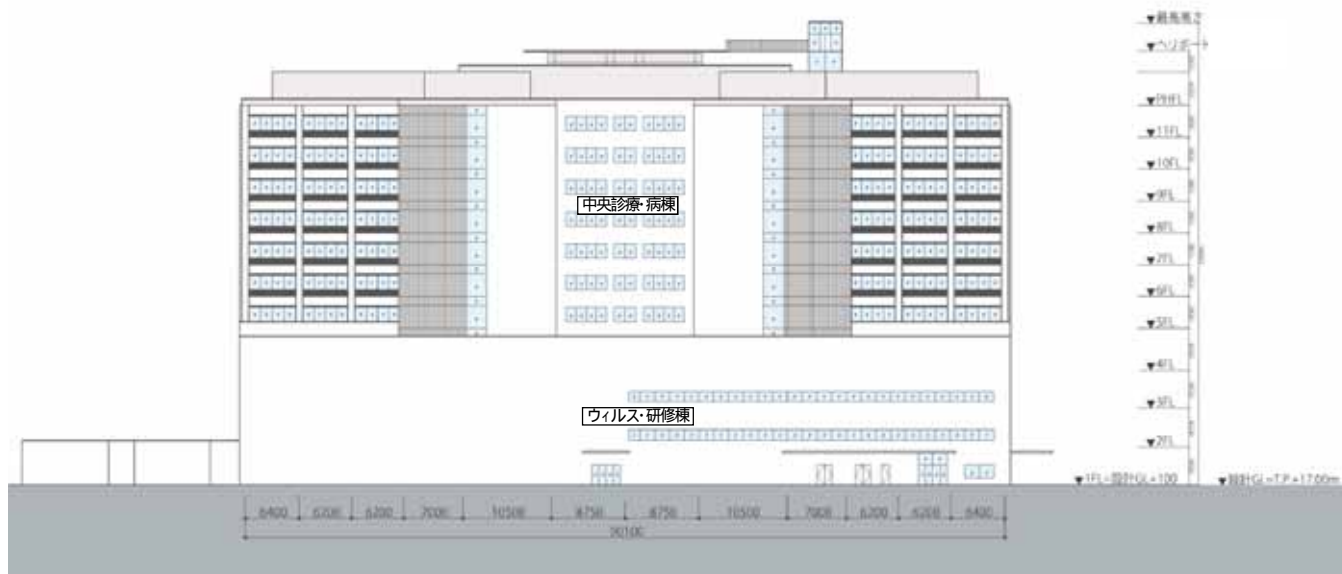 ▼最高高さ
▼ヘリポート
▼PHFL
▼11FL
▼10FL
▼9FL
▼8FL
▼7FL
▼6FL
▼5FL
▼4FL
▼3FL
▼2FL
▼1FL=設計GL+100 ▼設計GL=T.P.+17.00m
中央診療・病棟
ウィルス・研修棟
6400 6200 6200 7000 10500 8750 8750 10500 7000 6200 6200 6400
90100